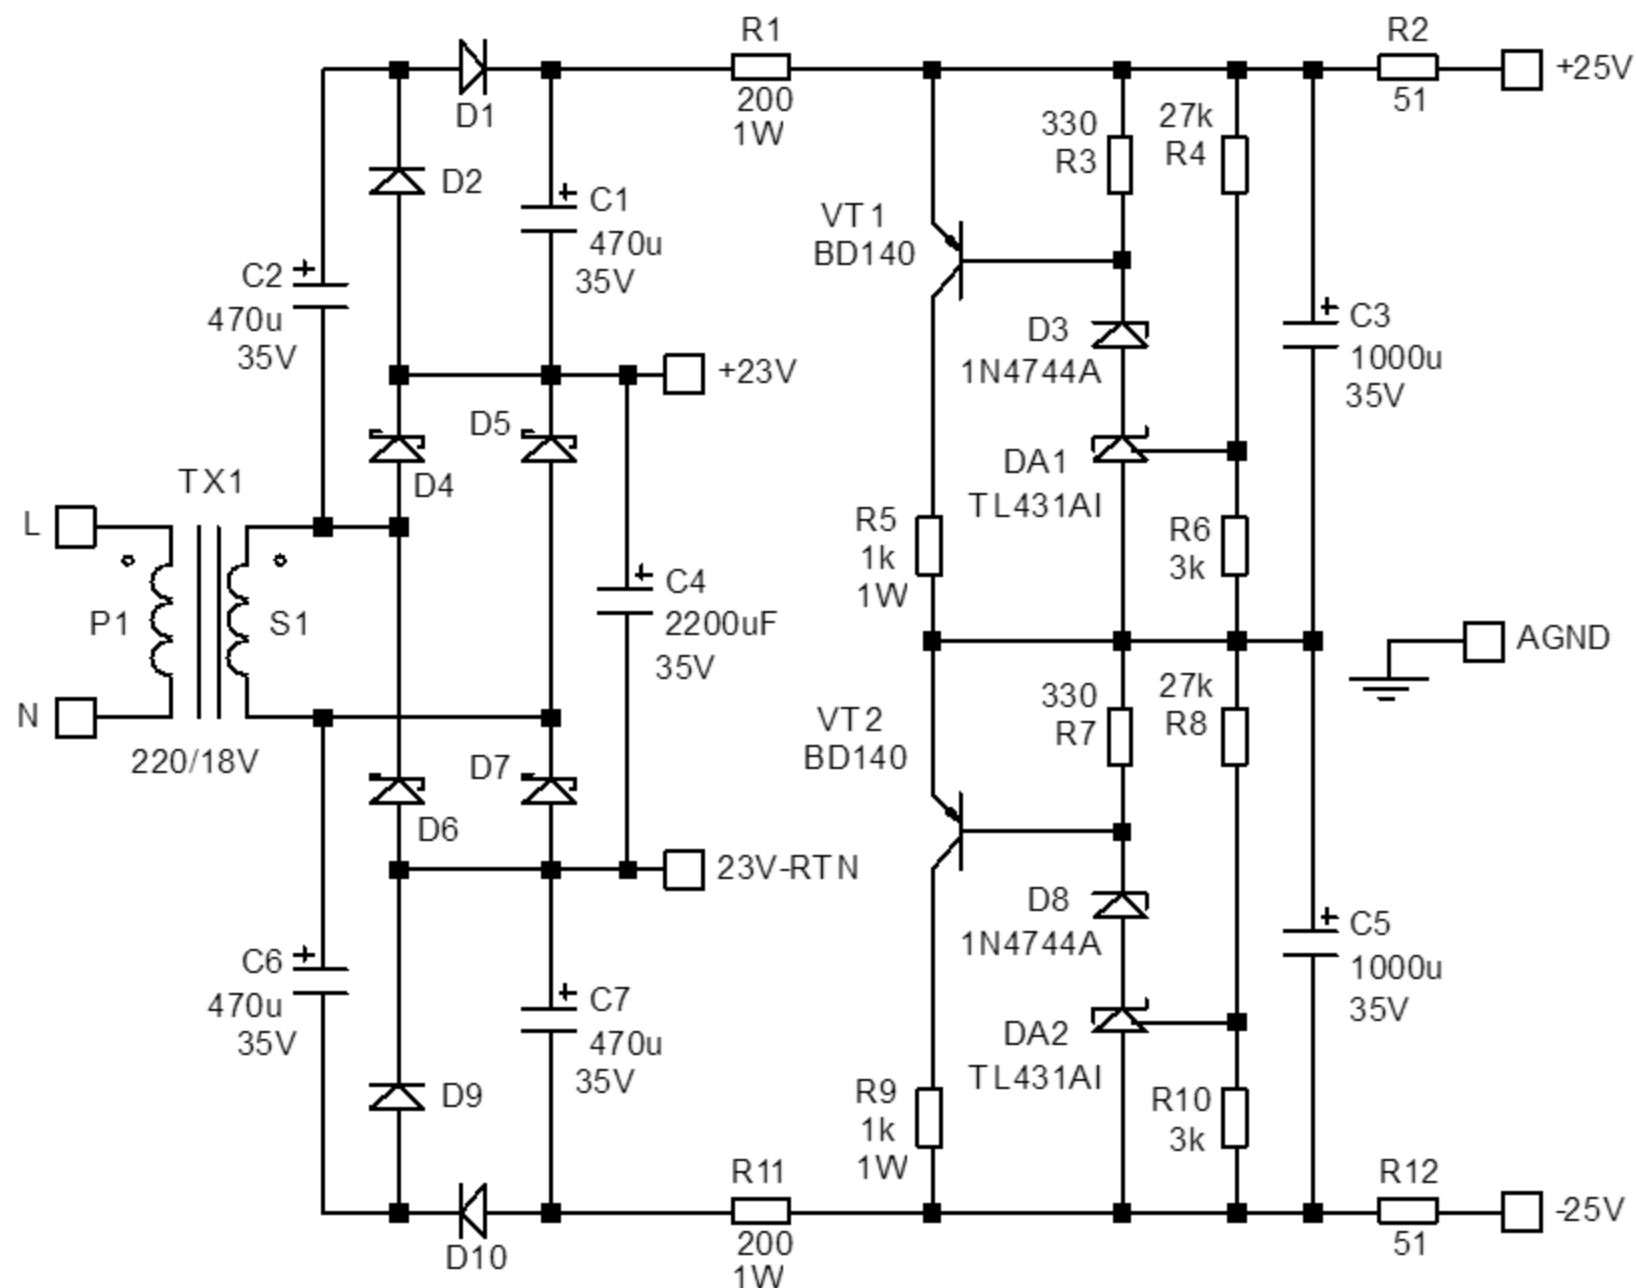 R1
200
1W
R2
51
+25V
D1
D2
C1
470u
35V
330
R3
27k
R4
VT1
BD140
C2
470u
35V
D3
1N4744A
C3
1000u
35V
+23V
D5
D4
DA1
TL431AI
TX1
L
N
P1
S1
220/18V
C4
2200uF
35V
R5
1k
1W
R6
3k
AGND
330
R7
27k
R8
VT2
BD140
D7
D6
23V-RTN
D8
1N4744A
C5
1000u
35V
C6
470u
35V
C7
470u
35V
DA2
TL431AI
D9
R9
1k
1W
R10
3k
D10
R11
200
1W
R12
51
-25V